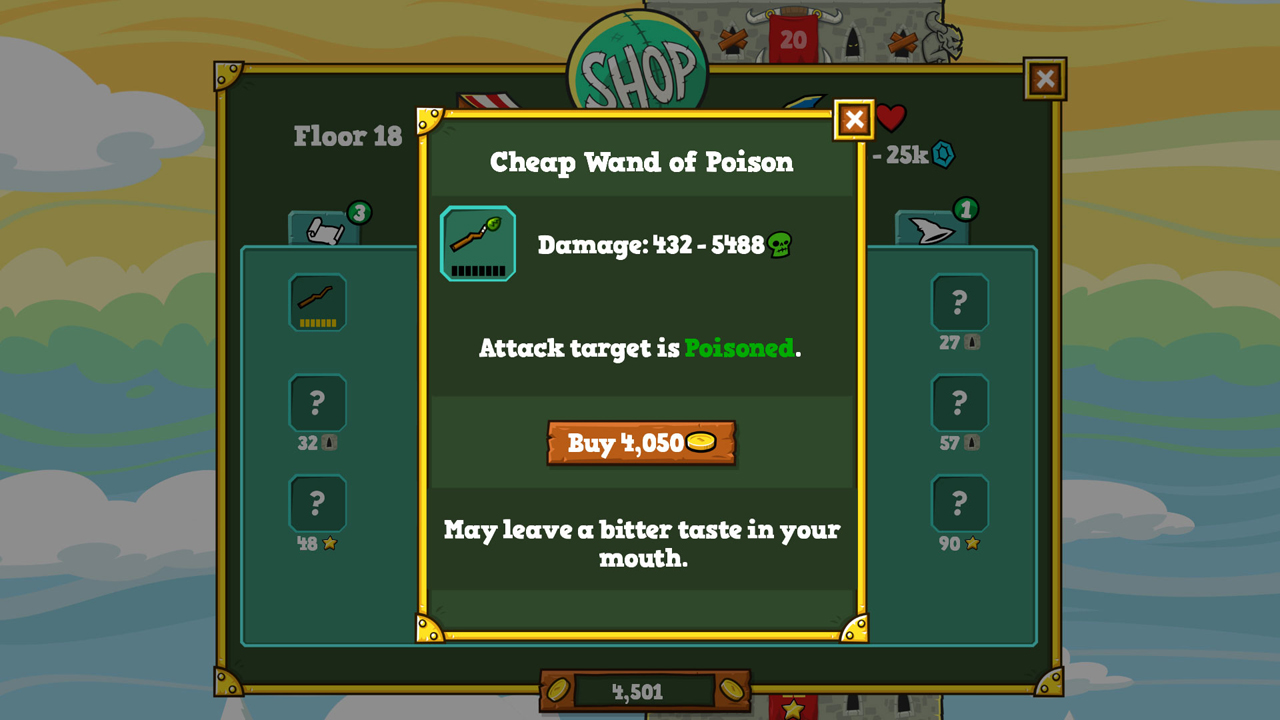 20
SHOP
Floor 18
- 25k
Cheap Wand of Poison
3
1
Damage: 432 - 5488
?
27
Attack target is Poisoned.
?
32
?
57
Buy 4,050
?
48
?
90
May leave a bitter taste in your
mouth.
4,501